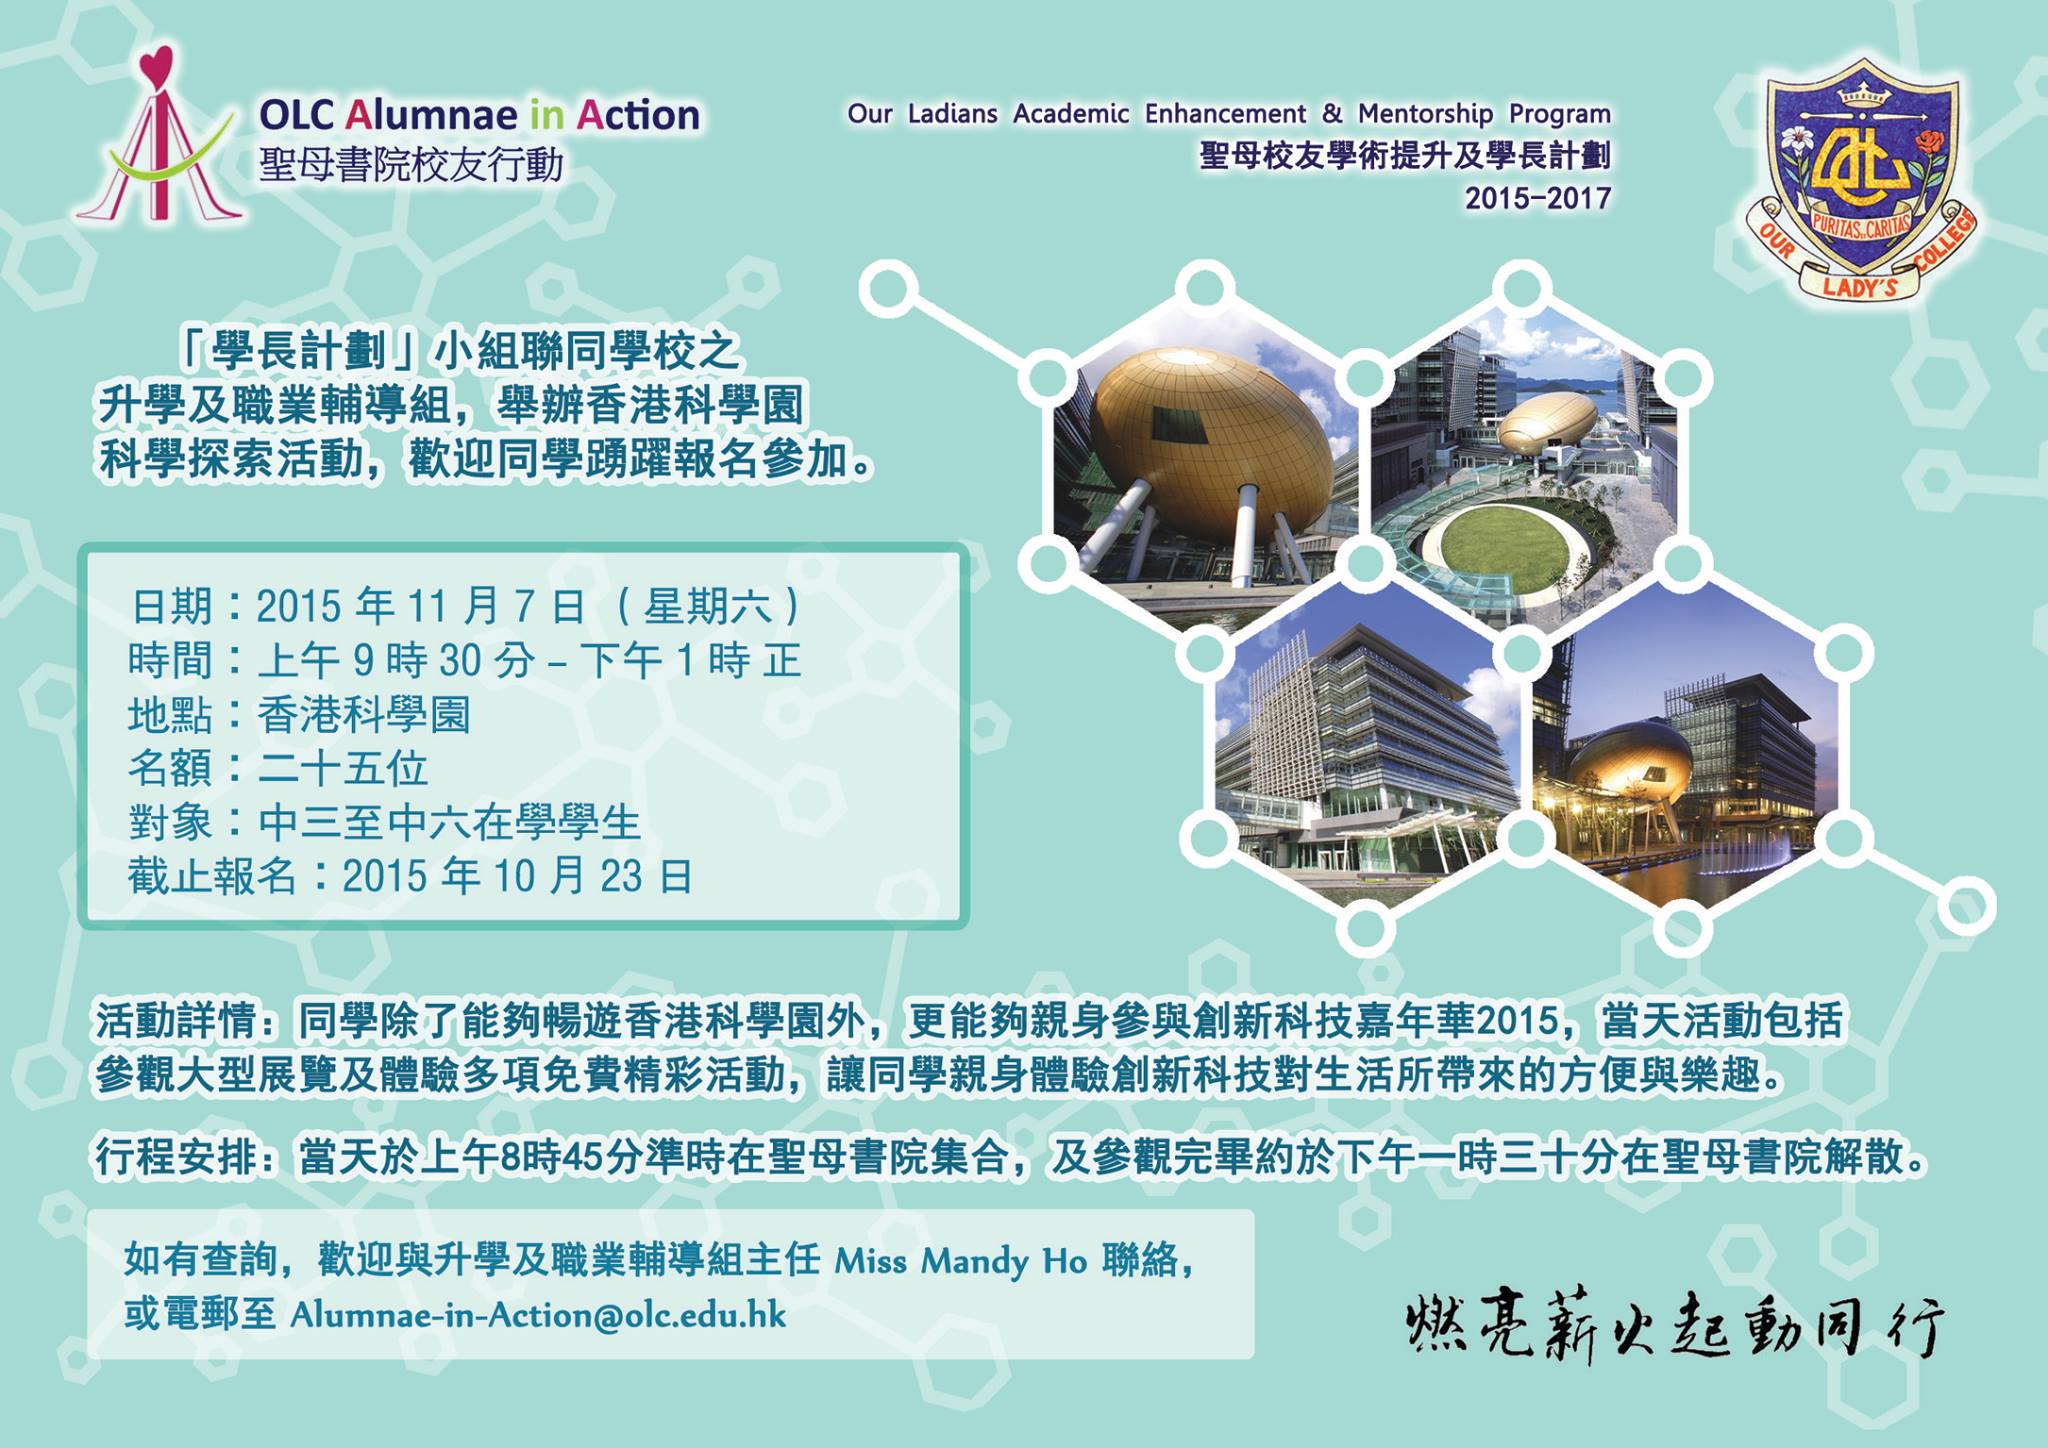 OLC Alumnae in Action
聖母書院校友行動
Our Ladians Academic Enhancement & Mentorship Program
聖母校友學術提升及學長計劃
2015-2017
PURITAS ET CARITAS
OUR LADY'S COLLEGE
「學長計劃」小組聯同學校之
升學及職業輔導組，舉辦香港科學園
科學探索活動，歡迎同學踴躍報名參加。
日期：2015 年 11 月 7 日 （星期六）
時間：上午 9 時 30 分 – 下午 1 時 正
地點：香港科學園
名額：二十五位
對象：中三至中六在學學生
截止報名：2015 年 10 月 23 日
活動詳情：同學除了能夠暢遊香港科學園外，更能夠親身參與創新科技嘉年華2015，當天活動包括
參觀大型展覽及體驗多項免費精彩活動，讓同學親身體驗創新科技對生活所帶來的方便與樂趣。
行程安排：當天於上午8時45分準時在聖母書院集合，及參觀完畢約於下午一時三十分在聖母書院解散。
如有查詢，歡迎與升學及職業輔導組主任 Miss Mandy Ho 聯絡，
或電郵至 Alumnae-in-Action@olc.edu.hk
燃亮薪火起動同行